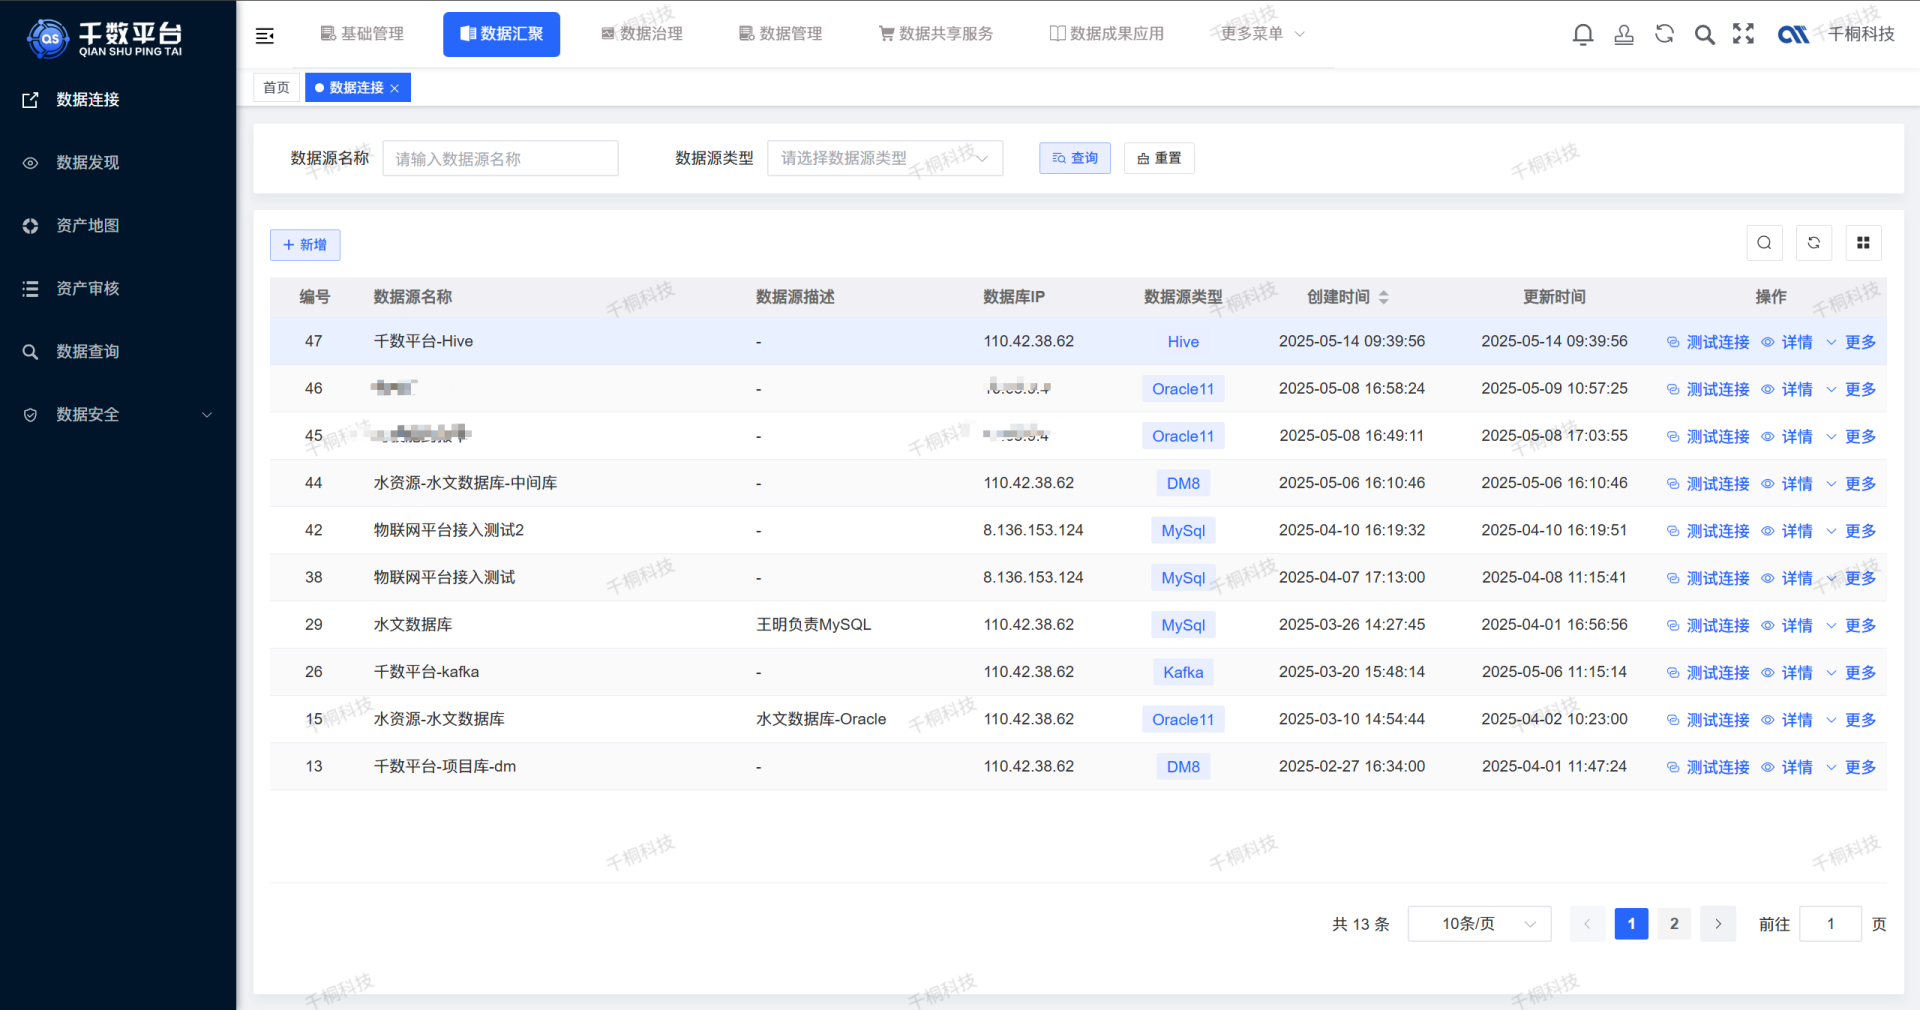 千数平台
QIAN SHU PING TAI
数据连接
数据发现
资产地图
资产审核
数据查询
数据安全
基础管理 数据汇聚 数据治理 数据管理 数据共享服务 数据成果应用 更多菜单 千桐科技
首页 数据连接
数据源名称 请输入数据源名称 数据源类型 请选择数据源类型 查询 重置
新增
编号 数据源名称 数据源描述 数据库IP 数据源类型 创建时间 更新时间 操作
47 千数平台-Hive - 110.42.38.62 Hive 2025-05-14 09:39:56 2025-05-14 09:39:56 测试连接 详情 更多
46 - Oracle11 2025-05-08 16:58:24 2025-05-09 10:57:25 测试连接 详情 更多
45 - Oracle11 2025-05-08 16:49:11 2025-05-08 17:03:55 测试连接 详情 更多
44 水资源-水文数据库-中间库 - 110.42.38.62 DM8 2025-05-06 16:10:46 2025-05-06 16:10:46 测试连接 详情 更多
42 物联网平台接入测试2 - 8.136.153.124 MySql 2025-04-10 16:19:32 2025-04-10 16:19:51 测试连接 详情 更多
38 物联网平台接入测试 - 8.136.153.124 MySql 2025-04-07 17:13:00 2025-04-08 11:15:41 测试连接 详情 更多
29 水文数据库 王明负责MySQL 110.42.38.62 MySql 2025-03-26 14:27:45 2025-04-01 16:56:56 测试连接 详情 更多
26 千数平台-kafka - 110.42.38.62 Kafka 2025-03-20 15:48:14 2025-05-06 11:15:14 测试连接 详情 更多
15 水资源-水文数据库 水文数据库-Oracle 110.42.38.62 Oracle11 2025-03-10 14:54:44 2025-04-02 10:23:00 测试连接 详情 更多
13 千数平台-项目库-dm - 110.42.38.62 DM8 2025-02-27 16:34:00 2025-04-01 11:47:24 测试连接 详情 更多
共 13 条 10条/页 1 2 前往 1 页
千桐科技